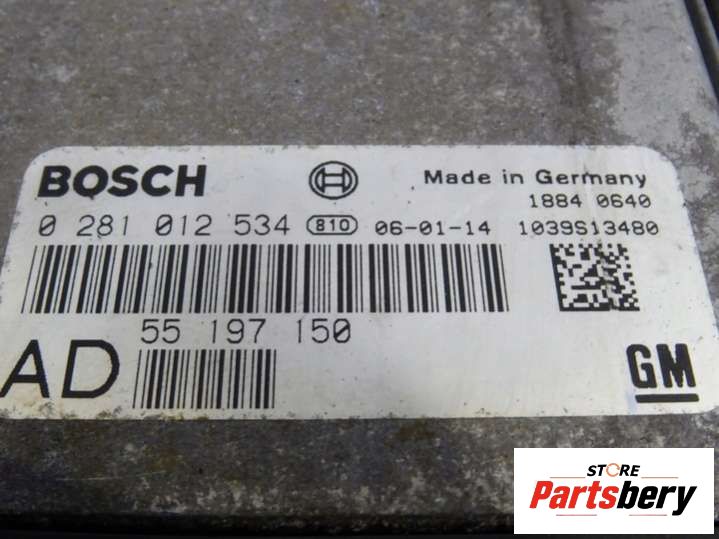 BOSCH
Made in Germany
1884 0640
0 281 012 534 810 06-01-14 1039S13480
55 197 150
AD
GM
STORE
Partsbery